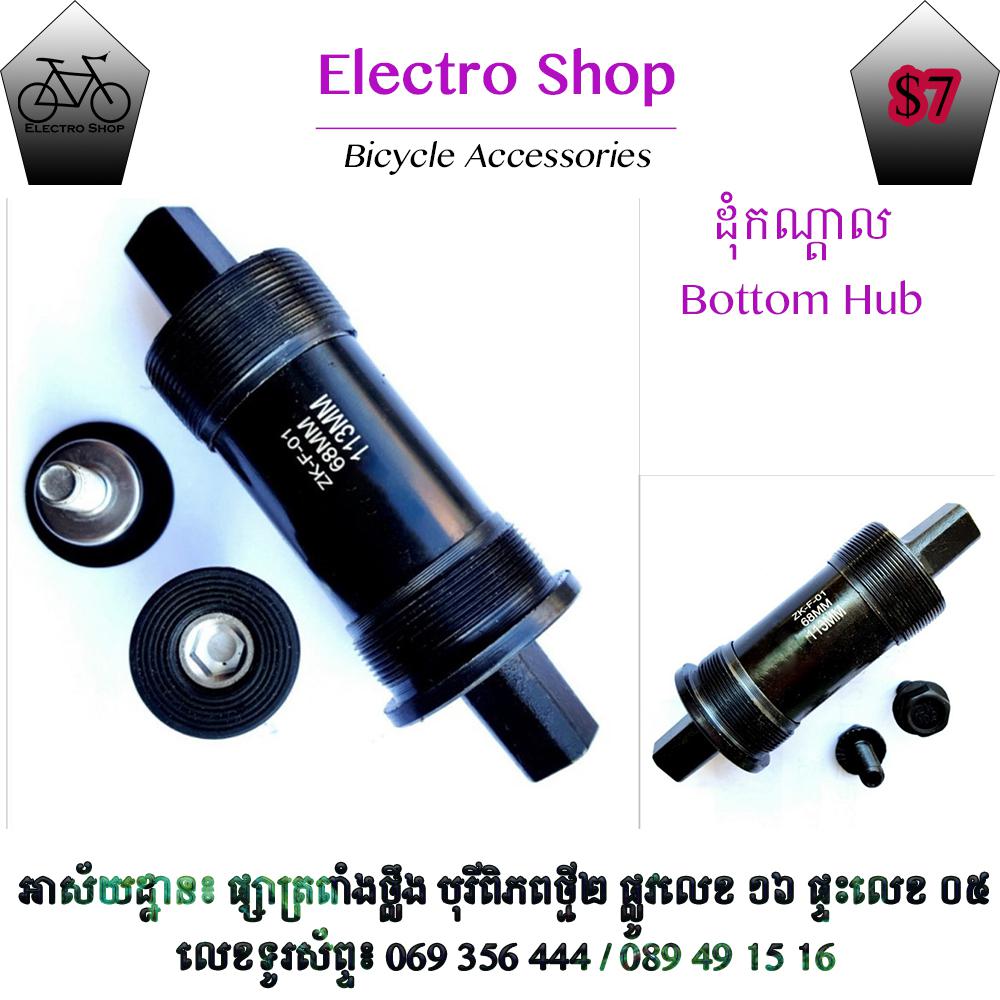 Electro Shop
Electro Shop
$7
Bicycle Accessories
ដុំកណ្ដាល
Bottom Hub
ZK-F-01
68MM
113MM
ZK-F-01
68MM
113MM
អាស័យដ្ឋាន៖ ផ្សាត្រពាំងថ្លឹង បុរីពិភពថ្មី២ ផ្លូវលេខ ១៦ ផ្ទះលេខ ០៥
លេខទូរស័ព្ទ៖ 069 356 444 / 089 49 15 16